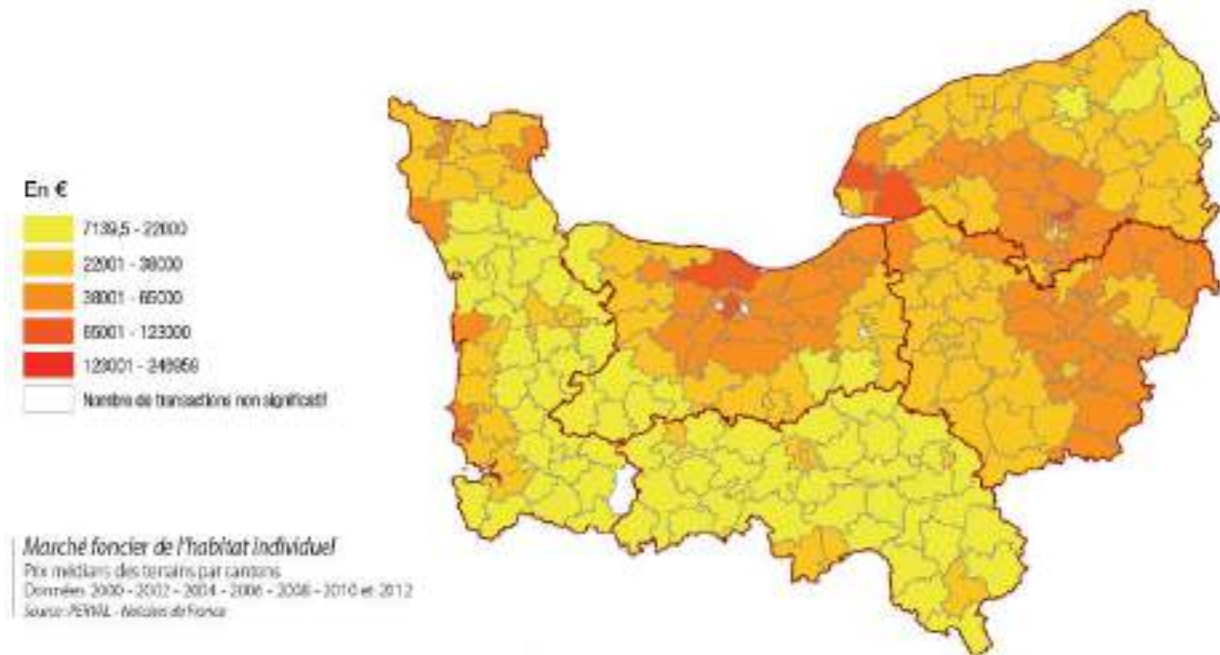 En €
7139,5 - 22000
22001 - 38000
38001 - 65000
65001 - 123000
123001 - 248959
Nombre de transactions non significatif
Marché foncier de l'habitat individuel
Prix médians des terrains par cantons
Données 2000 - 2002 - 2004 - 2006 - 2008 - 2010 et 2012
Source: PERVAL - Notaires de France